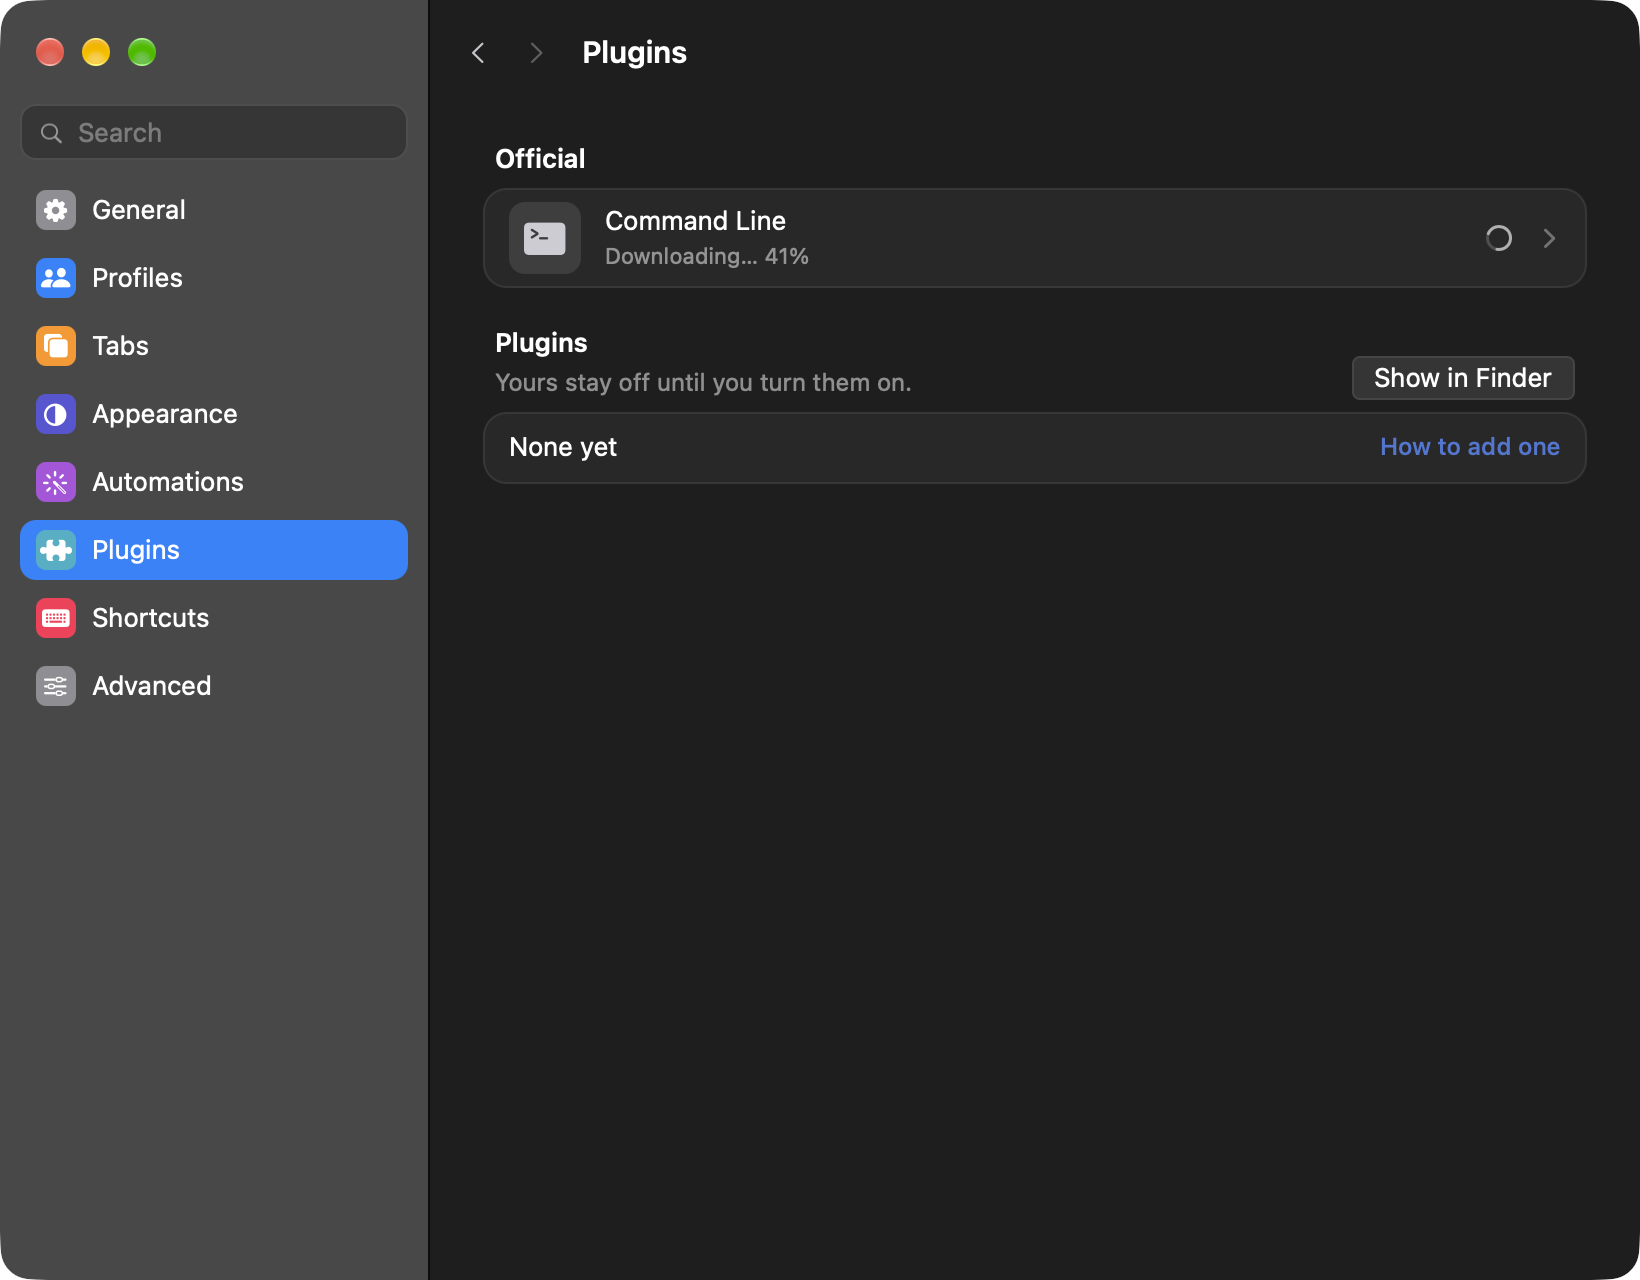 Plugins
Search
General
Profiles
Tabs
Appearance
Automations
Plugins
Shortcuts
Advanced
Official
Command Line
Downloading... 41%
Plugins
Yours stay off until you turn them on.
Show in Finder
None yet
How to add one